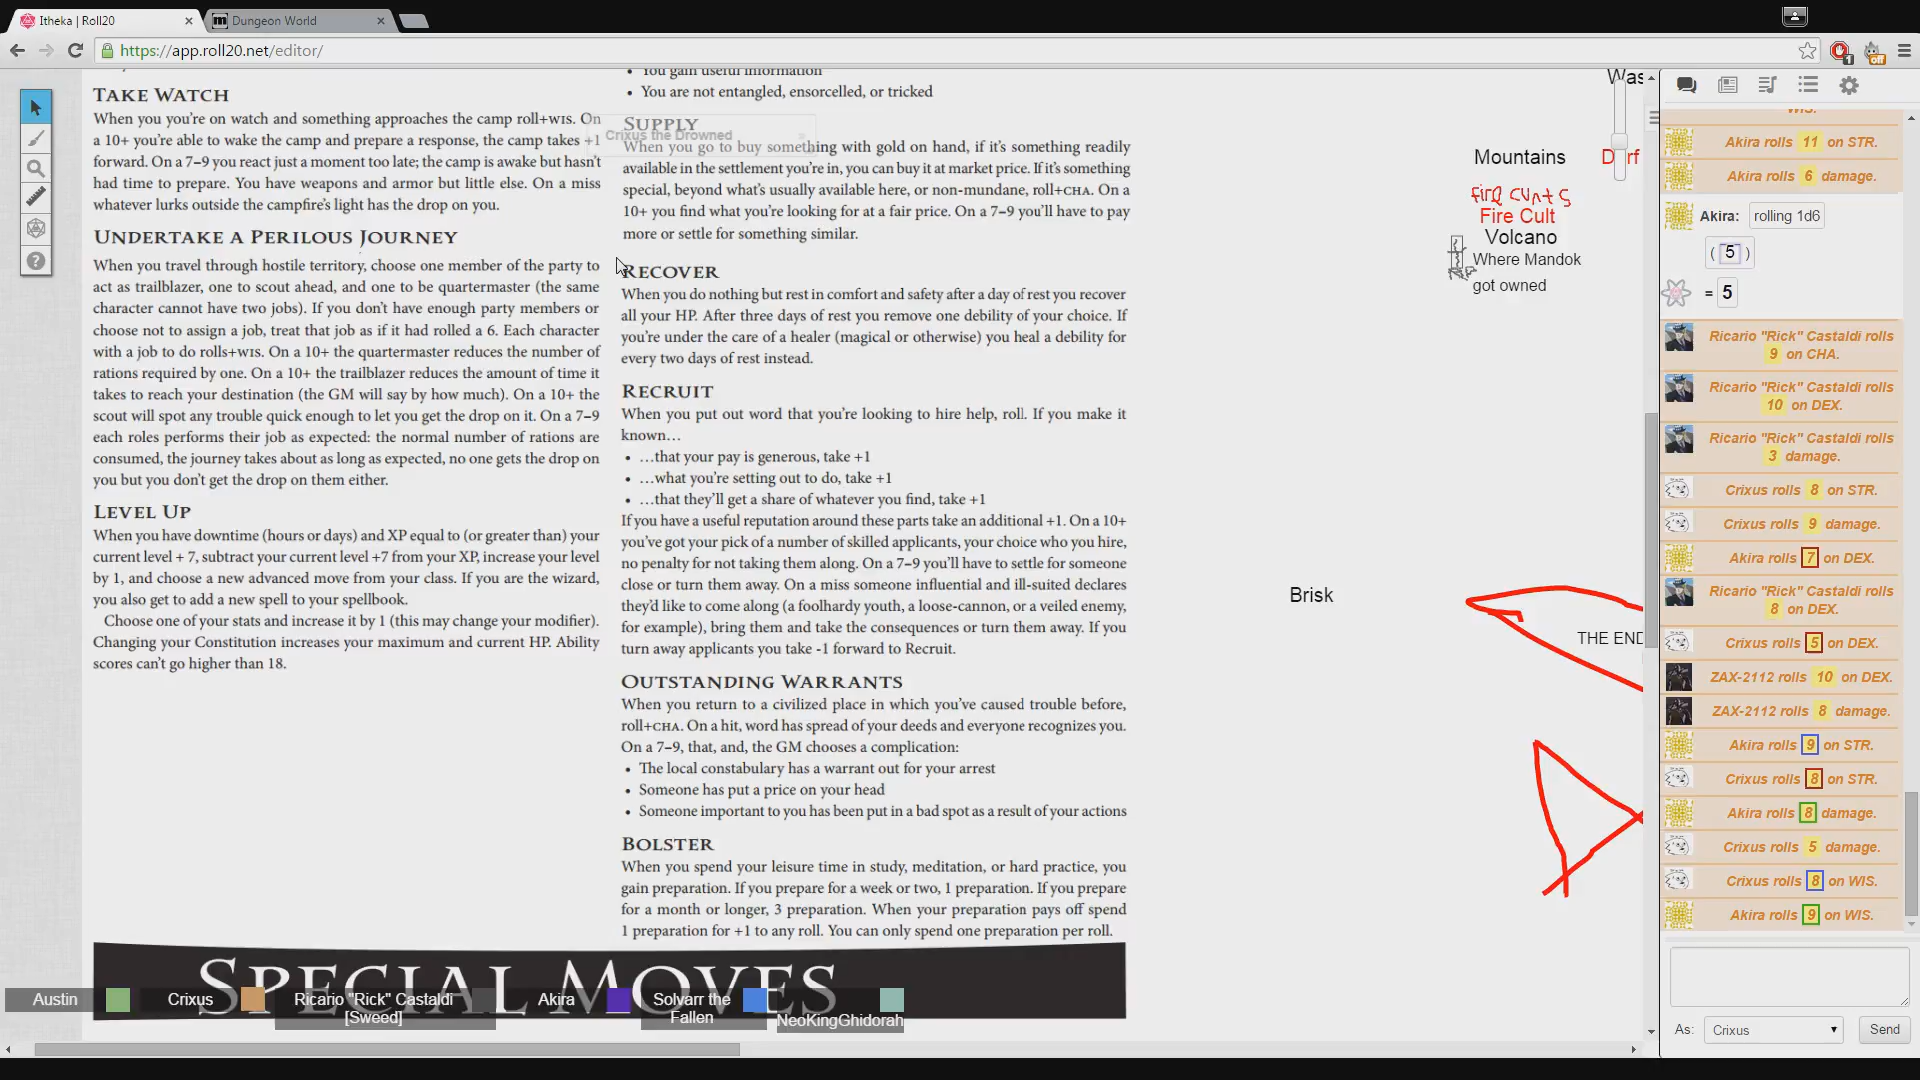 Itheka | Roll20
Dungeon World
https://app.roll20.net/editor/
Take Watch
When you you're on watch and something approaches the camp roll+wis. On
a 10+ you're able to wake the camp and prepare a response, the camp takes +1
forward. On a 7–9 you react just a moment too late; the camp is awake but hasn't
had time to prepare. You have weapons and armor but little else. On a miss
whatever lurks outside the campfire's light has the drop on you.
Undertake a Perilous Journey
When you travel through hostile territory, choose one member of the party to
act as trailblazer, one to scout ahead, and one to be quartermaster (the same
character cannot have two jobs). If you don't have enough party members or
choose not to assign a job, treat that job as if it had rolled a 6. Each character
with a job to do rolls+wis. On a 10+ the quartermaster reduces the number of
rations required by one. On a 10+ the trailblazer reduces the amount of time it
takes to reach your destination (the GM will say by how much). On a 10+ the
scout will spot any trouble quick enough to let you get the drop on it. On a 7–9
each roles performs their job as expected: the normal number of rations are
consumed, the journey takes about as long as expected, no one gets the drop on
you but you don't get the drop on them either.
Level Up
When you have downtime (hours or days) and XP equal to (or greater than) your
current level + 7, subtract your current level +7 from your XP, increase your level
by 1, and choose a new advanced move from your class. If you are the wizard,
you also get to add a new spell to your spellbook.
Choose one of your stats and increase it by 1 (this may change your modifier).
Changing your Constitution increases your maximum and current HP. Ability
scores can't go higher than 18.
• You gain useful information
• You are not entangled, ensorcelled, or tricked
Supply
Crixus the Drowned
When you go to buy something with gold on hand, if it's something readily
available in the settlement you're in, you can buy it at market price. If it's something
special, beyond what's usually available here, or non-mundane, roll+cha. On a
10+ you find what you're looking for at a fair price. On a 7–9 you'll have to pay
more or settle for something similar.
Recover
When you do nothing but rest in comfort and safety after a day of rest you recover
all your HP. After three days of rest you remove one debility of your choice. If
you're under the care of a healer (magical or otherwise) you heal a debility for
every two days of rest instead.
Recruit
When you put out word that you're looking to hire help, roll. If you make it
known…
• …that your pay is generous, take +1
• …what you're setting out to do, take +1
• …that they'll get a share of whatever you find, take +1
If you have a useful reputation around these parts take an additional +1. On a 10+
you've got your pick of a number of skilled applicants, your choice who you hire,
no penalty for not taking them along. On a 7–9 you'll have to settle for someone
close or turn them away. On a miss someone influential and ill-suited declares
they'd like to come along (a foolhardy youth, a loose-cannon, or a veiled enemy,
for example), bring them and take the consequences or turn them away. If you
turn away applicants you take -1 forward to Recruit.
Outstanding Warrants
When you return to a civilized place in which you've caused trouble before,
roll+cha. On a hit, word has spread of your deeds and everyone recognizes you.
On a 7–9, that, and, the GM chooses a complication:
• The local constabulary has a warrant out for your arrest
• Someone has put a price on your head
• Someone important to you has been put in a bad spot as a result of your actions
Bolster
When you spend your leisure time in study, meditation, or hard practice, you
gain preparation. If you prepare for a week or two, 1 preparation. If you prepare
for a month or longer, 3 preparation. When your preparation pays off spend
1 preparation for +1 to any roll. You can only spend one preparation per roll.
Special Moves
Austin
Crixus
Ricario "Rick" Castaldi
[Sweed]
Akira
Solvarr the
Fallen
NeoKingGhidorah
Was
Mountains
fire cunts
Fire Cult
Volcano
Where Mandok
got owned
Brisk
THE END
WIS.
Akira rolls 11 on STR.
Akira rolls 6 damage.
Akira: rolling 1d6
( 5 )
= 5
Ricario "Rick" Castaldi rolls
9 on CHA.
Ricario "Rick" Castaldi rolls
10 on DEX.
Ricario "Rick" Castaldi rolls
3 damage.
Crixus rolls 8 on STR.
Crixus rolls 9 damage.
Akira rolls 7 on DEX.
Ricario "Rick" Castaldi rolls
8 on DEX.
Crixus rolls 5 on DEX.
ZAX-2112 rolls 10 on DEX.
ZAX-2112 rolls 8 damage.
Akira rolls 9 on STR.
Crixus rolls 8 on STR.
Akira rolls 8 damage.
Crixus rolls 5 damage.
Crixus rolls 8 on WIS.
Akira rolls 9 on WIS.
As: Crixus
Send